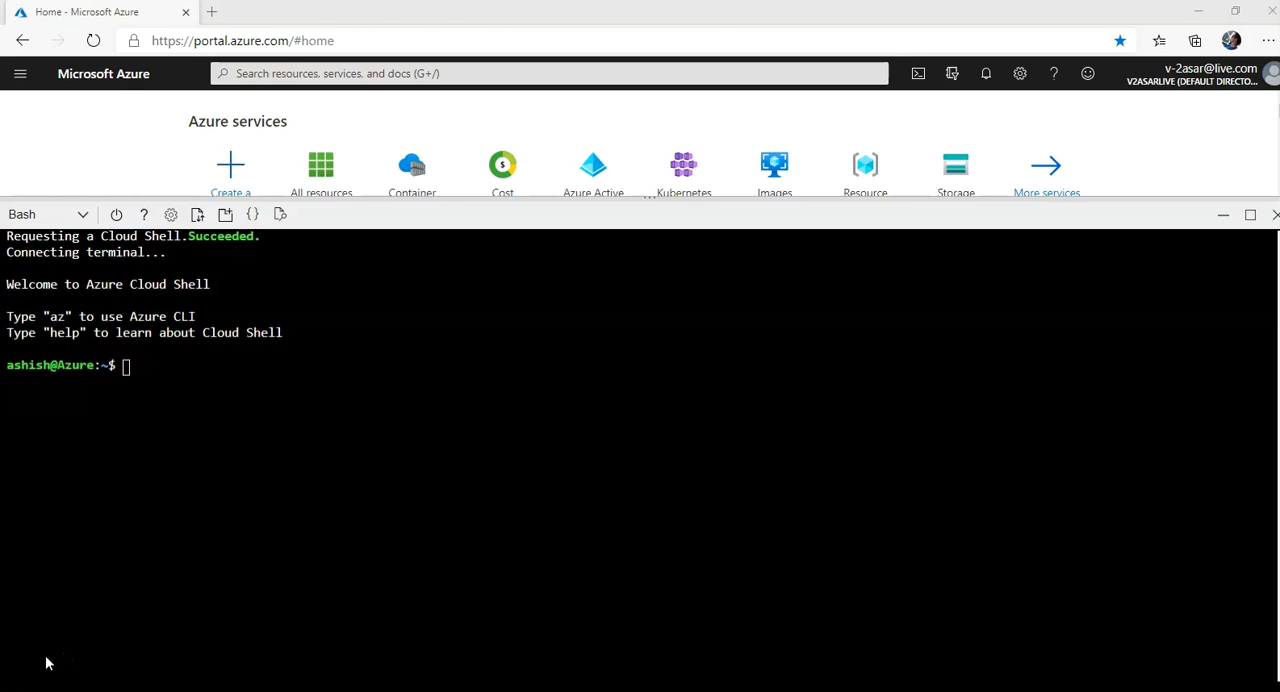 Home - Microsoft Azure
https://portal.azure.com/#home
Microsoft Azure
Search resources, services, and docs (G+/)
v-2asar@live.com
V2ASARLIVE (DEFAULT DIRECTO...
Azure services
Create a
All resources
Container
Cost
Azure Active
Kubernetes
Images
Resource
Storage
More services
Bash
Requesting a Cloud Shell.Succeeded.
Connecting terminal...
Welcome to Azure Cloud Shell
Type "az" to use Azure CLI
Type "help" to learn about Cloud Shell
ashish@Azure:~$